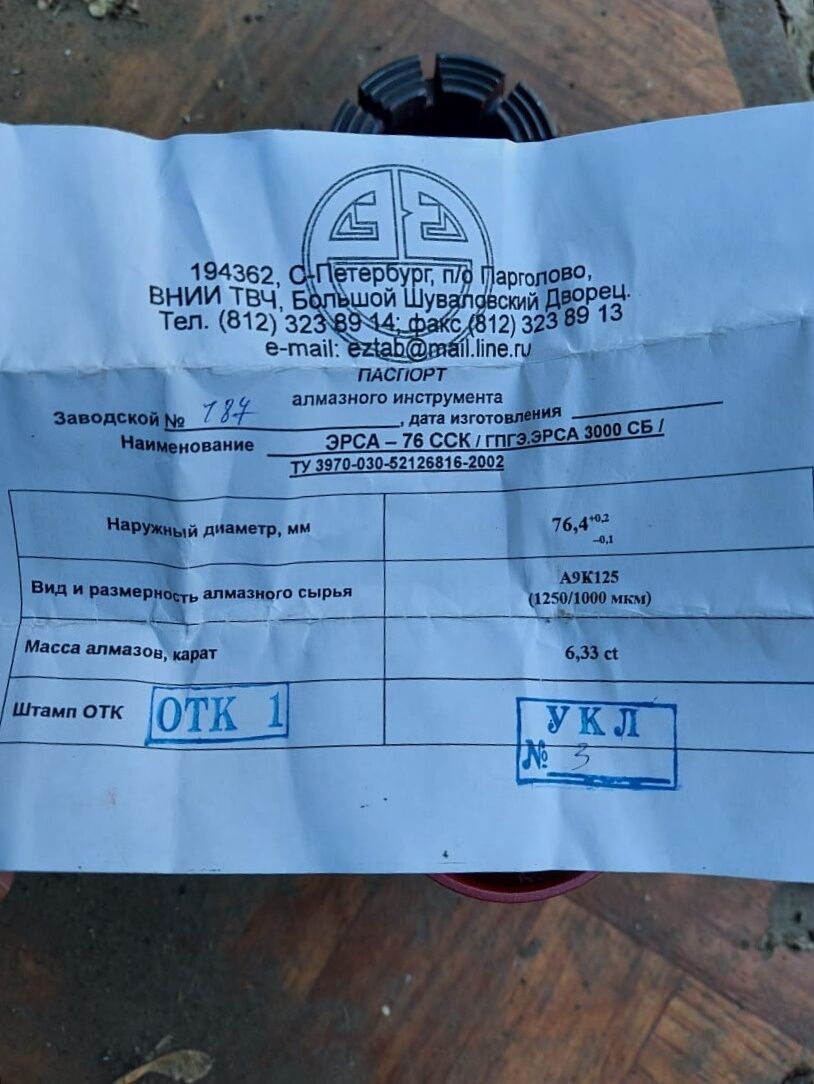 194362, С-Петербург, п/о Парголово,
ВНИИ ТВЧ, Большой Шуваловский Дворец.
Тел. (812) 323 89 14; факс (812) 323 89 13
e-mail: eztab@mail.line.ru
ПАСПОРТ
алмазного инструмента
Заводской № 187, дата изготовления
Наименование ЭРСА – 76 ССК / ГПГЭ.ЭРСА 3000 СБ /
ТУ 3970-030-52126816-2002
Наружный диаметр, мм 76,4+0,2 –0,1
Вид и размерность алмазного сырья А9К125
(1250/1000 мкм)
Масса алмазов, карат 6,33 ct
Штамп ОТК ОТК 1 УКЛ
№ 3